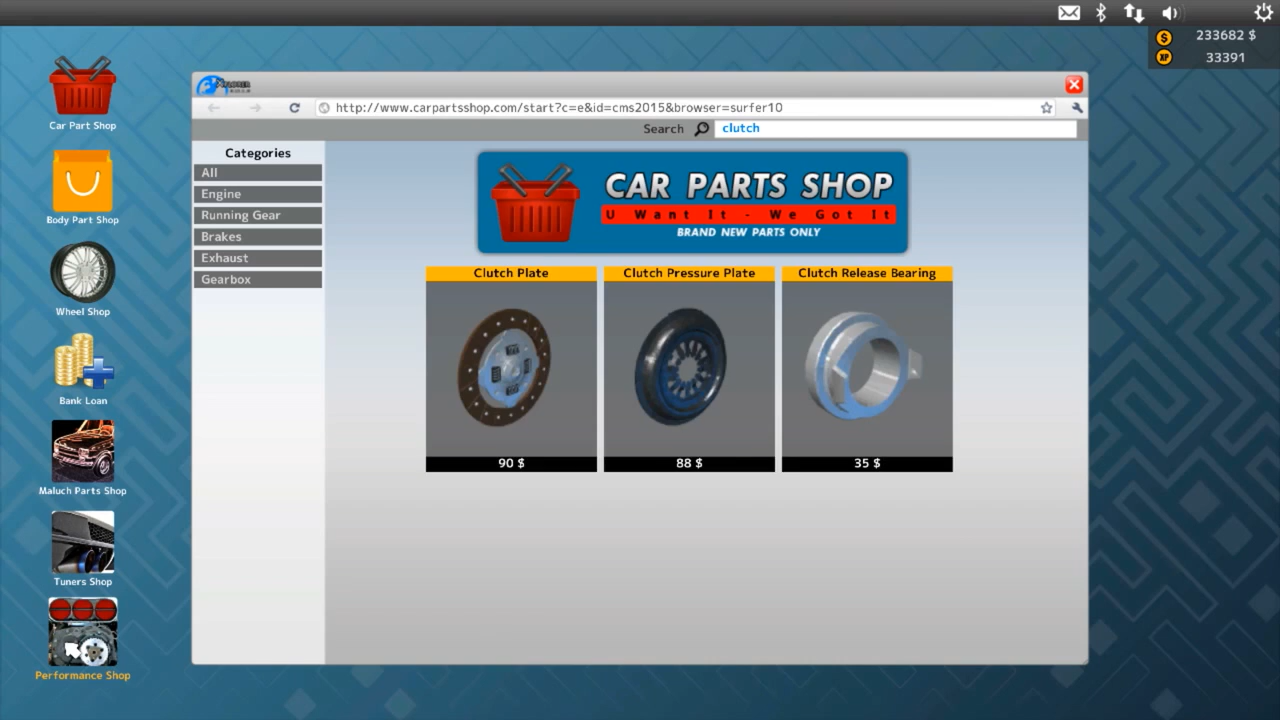 233682 $
33391
Car Part Shop
Body Part Shop
Wheel Shop
Bank Loan
Maluch Parts Shop
Tuners Shop
Performance Shop
http://www.carpartsshop.com/start?c=e&id=cms2015&browser=surfer10
Search
clutch
Categories
All
Engine
Running Gear
Brakes
Exhaust
Gearbox
CAR PARTS SHOP
U Want It - We Got It
BRAND NEW PARTS ONLY
Clutch Plate
90 $
Clutch Pressure Plate
88 $
Clutch Release Bearing
35 $